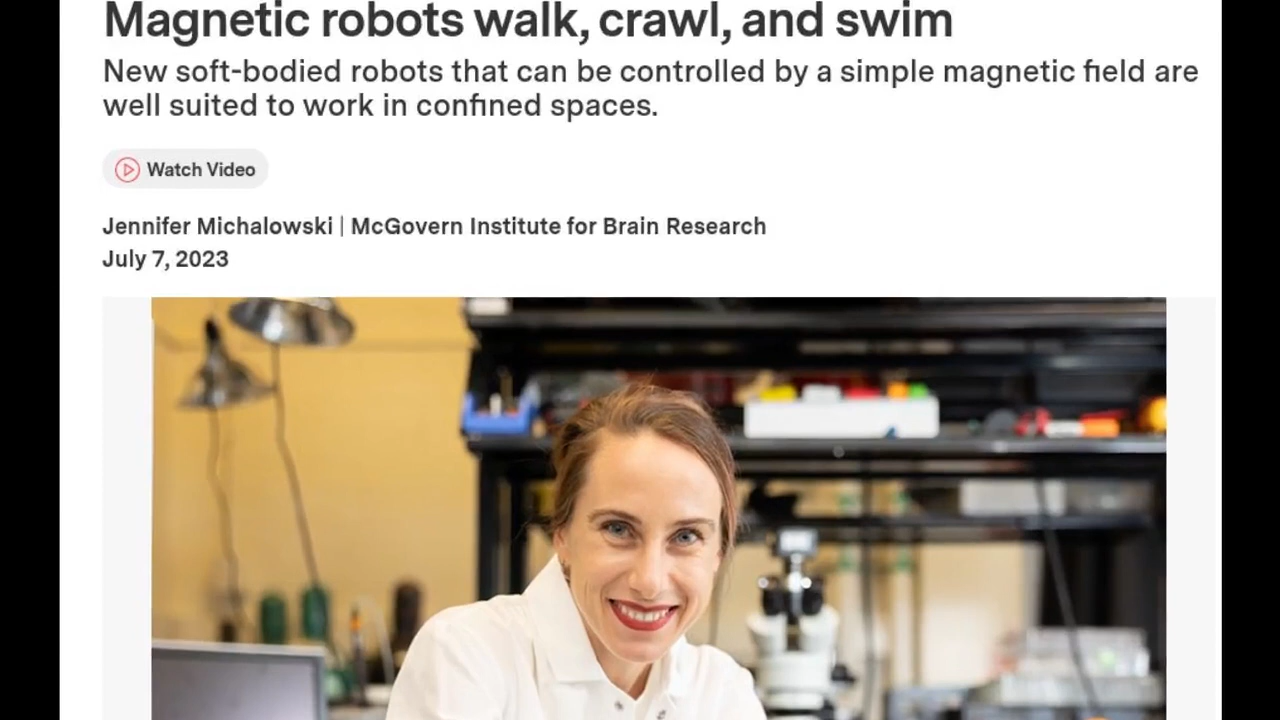 Magnetic robots walk, crawl, and swim
New soft-bodied robots that can be controlled by a simple magnetic field are
well suited to work in confined spaces.
Watch Video
Jennifer Michalowski | McGovern Institute for Brain Research
July 7, 2023